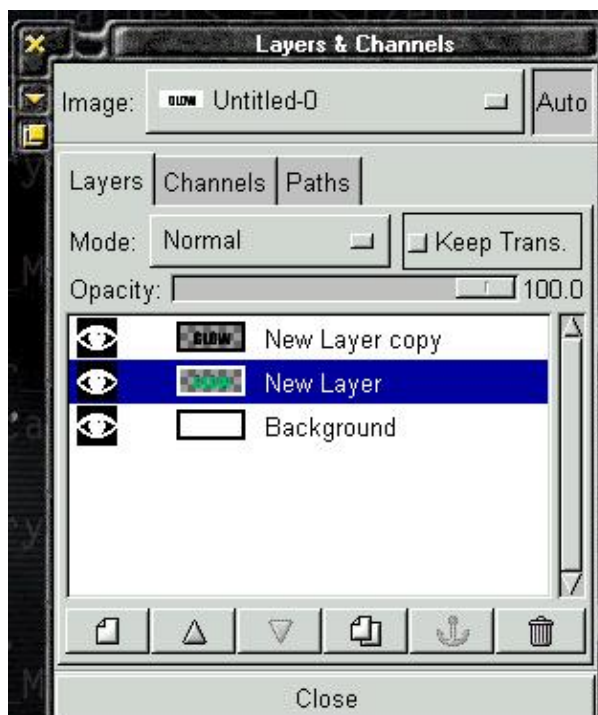 Layers & Channels
Image: GLOW Untitled-0 Auto
Layers Channels Paths
Mode: Normal Keep Trans.
Opacity: 100.0
GLOW New Layer copy
GLOW New Layer
Background
Close